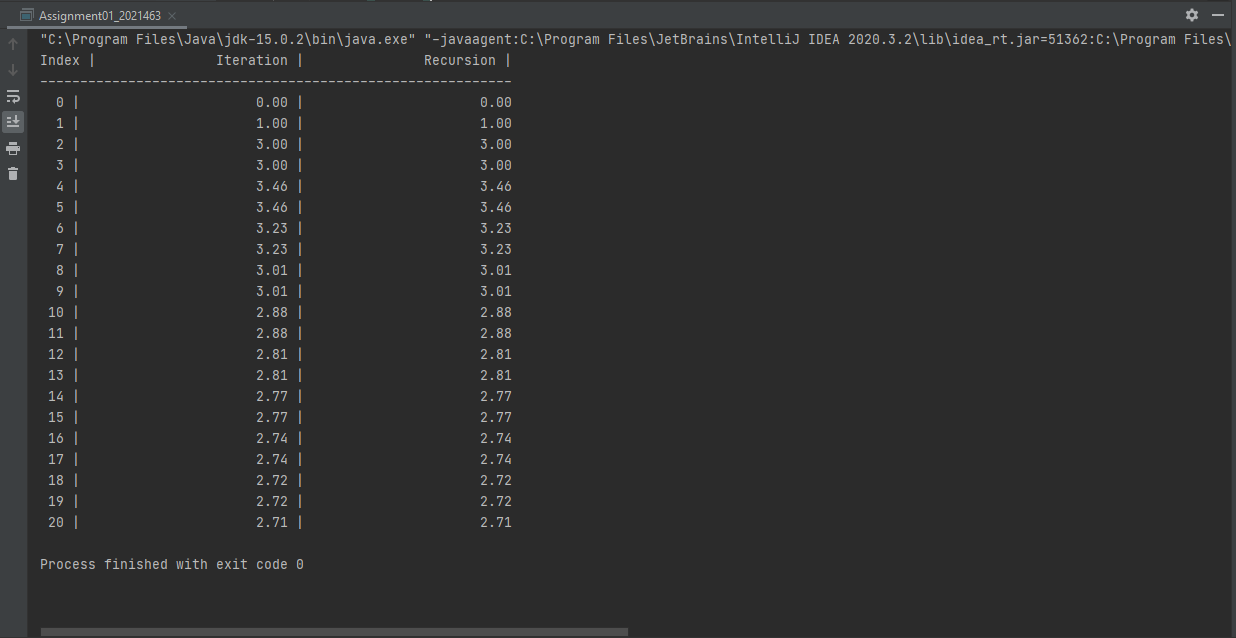 Assignment01_2021463
"C:\Program Files\Java\jdk-15.0.2\bin\java.exe" "-javaagent:C:\Program Files\JetBrains\IntelliJ IDEA 2020.3.2\lib\idea_rt.jar=51362:C:\Program Files\
Index |               Iteration |               Recursion |
-----------------------------------------------------------
  0 |                      0.00 |                      0.00
  1 |                      1.00 |                      1.00
  2 |                      3.00 |                      3.00
  3 |                      3.00 |                      3.00
  4 |                      3.46 |                      3.46
  5 |                      3.46 |                      3.46
  6 |                      3.23 |                      3.23
  7 |                      3.23 |                      3.23
  8 |                      3.01 |                      3.01
  9 |                      3.01 |                      3.01
 10 |                      2.88 |                      2.88
 11 |                      2.88 |                      2.88
 12 |                      2.81 |                      2.81
 13 |                      2.81 |                      2.81
 14 |                      2.77 |                      2.77
 15 |                      2.77 |                      2.77
 16 |                      2.74 |                      2.74
 17 |                      2.74 |                      2.74
 18 |                      2.72 |                      2.72
 19 |                      2.72 |                      2.72
 20 |                      2.71 |                      2.71
Process finished with exit code 0